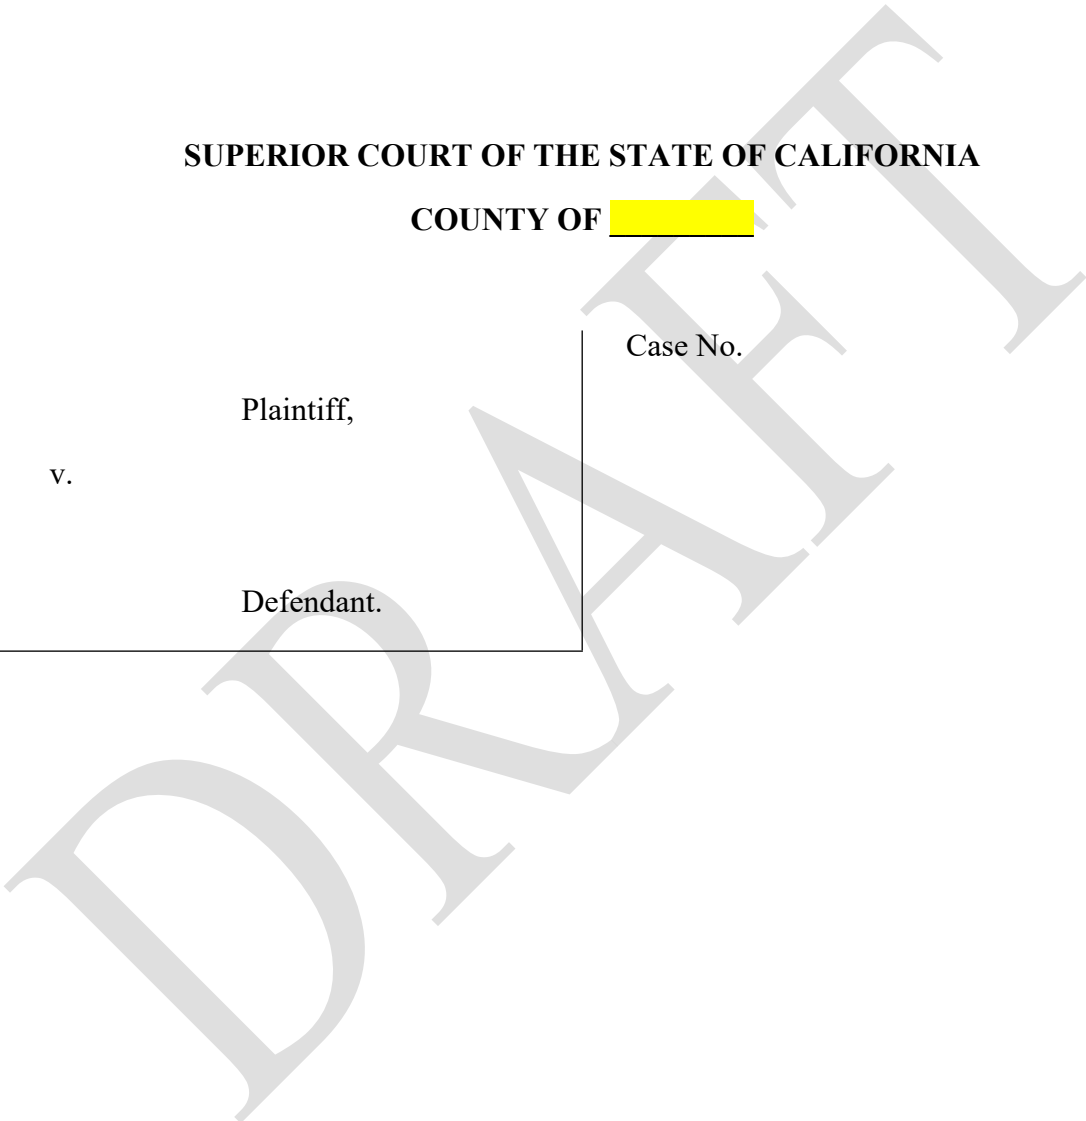 SUPERIOR COURT OF THE STATE OF CALIFORNIA
COUNTY OF
Case No.
Plaintiff,
v.
Defendant.
DRAFT